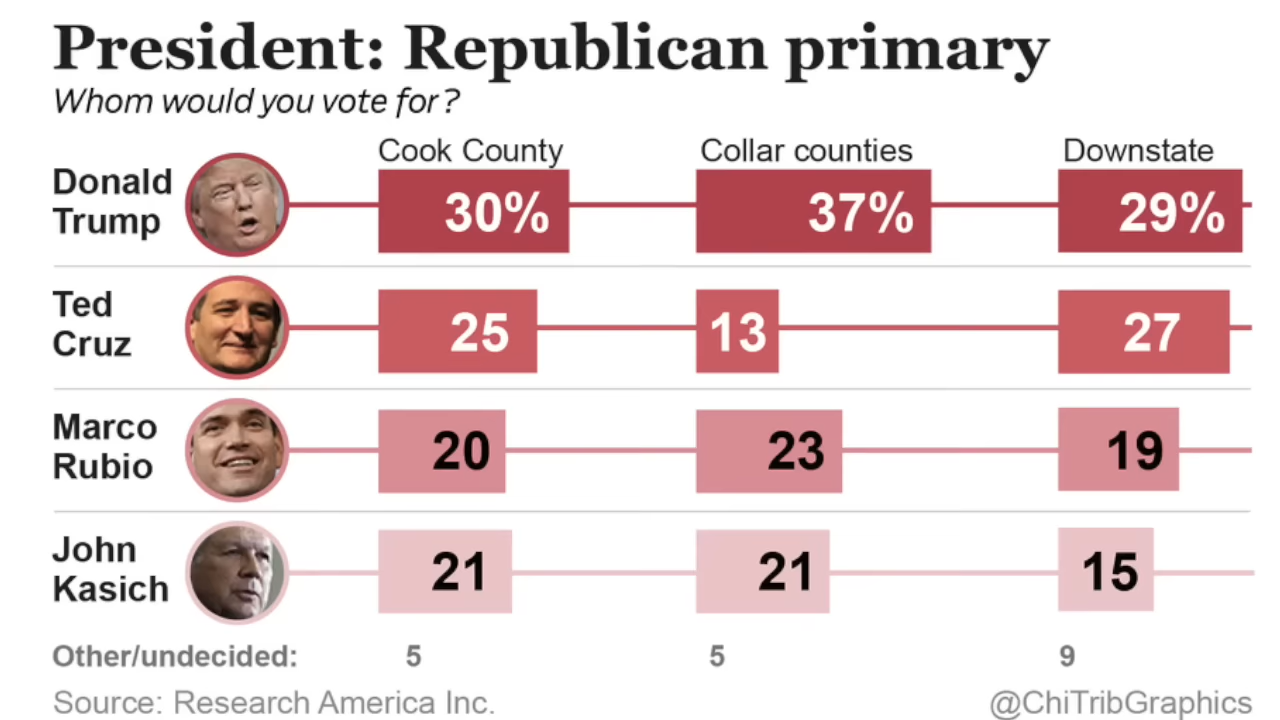 President: Republican primary
Whom would you vote for?
Cook County Collar counties Downstate
Donald
Trump
30% 37% 29%
Ted
Cruz
25 13 27
Marco
Rubio
20 23 19
John
Kasich
21 21 15
Other/undecided: 5 5 9
Source: Research America Inc. @ChiTribGraphics